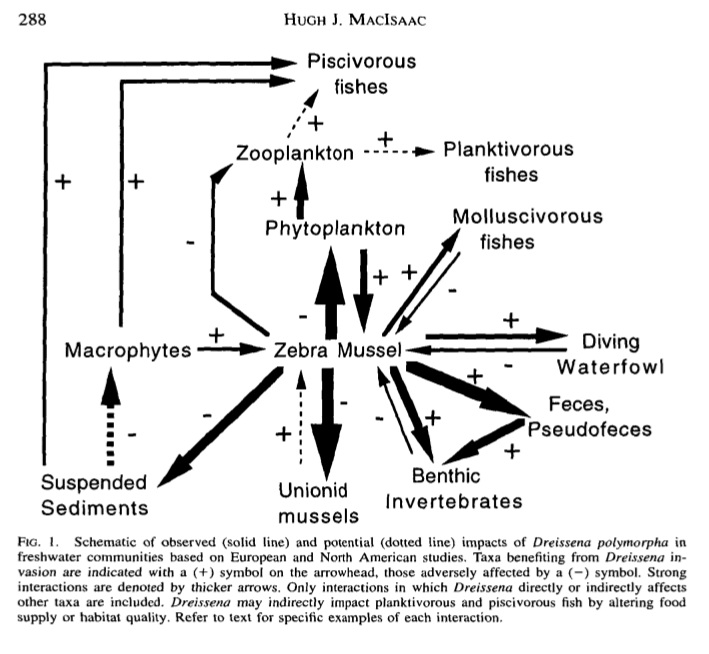 288
HUGH J. MACISAAC
Piscivorous
fishes
+
Zooplankton
+
Planktivorous
fishes
+
+
+
Phytoplankton
Molluscivorous
fishes
-
-
+
+
-
+
Macrophytes
+
Zebra Mussel
-
Diving
Waterfowl
-
-
+
-
-
+
+
Feces,
Pseudofeces
+
Suspended
Sediments
Unionid
mussels
Benthic
Invertebrates
FIG. 1. Schematic of observed (solid line) and potential (dotted line) impacts of Dreissena polymorpha in
freshwater communities based on European and North American studies. Taxa benefiting from Dreissena in-
vasion are indicated with a (+) symbol on the arrowhead, those adversely affected by a (−) symbol. Strong
interactions are denoted by thicker arrows. Only interactions in which Dreissena directly or indirectly affects
other taxa are included. Dreissena may indirectly impact planktivorous and piscivorous fish by altering food
supply or habitat quality. Refer to text for specific examples of each interaction.